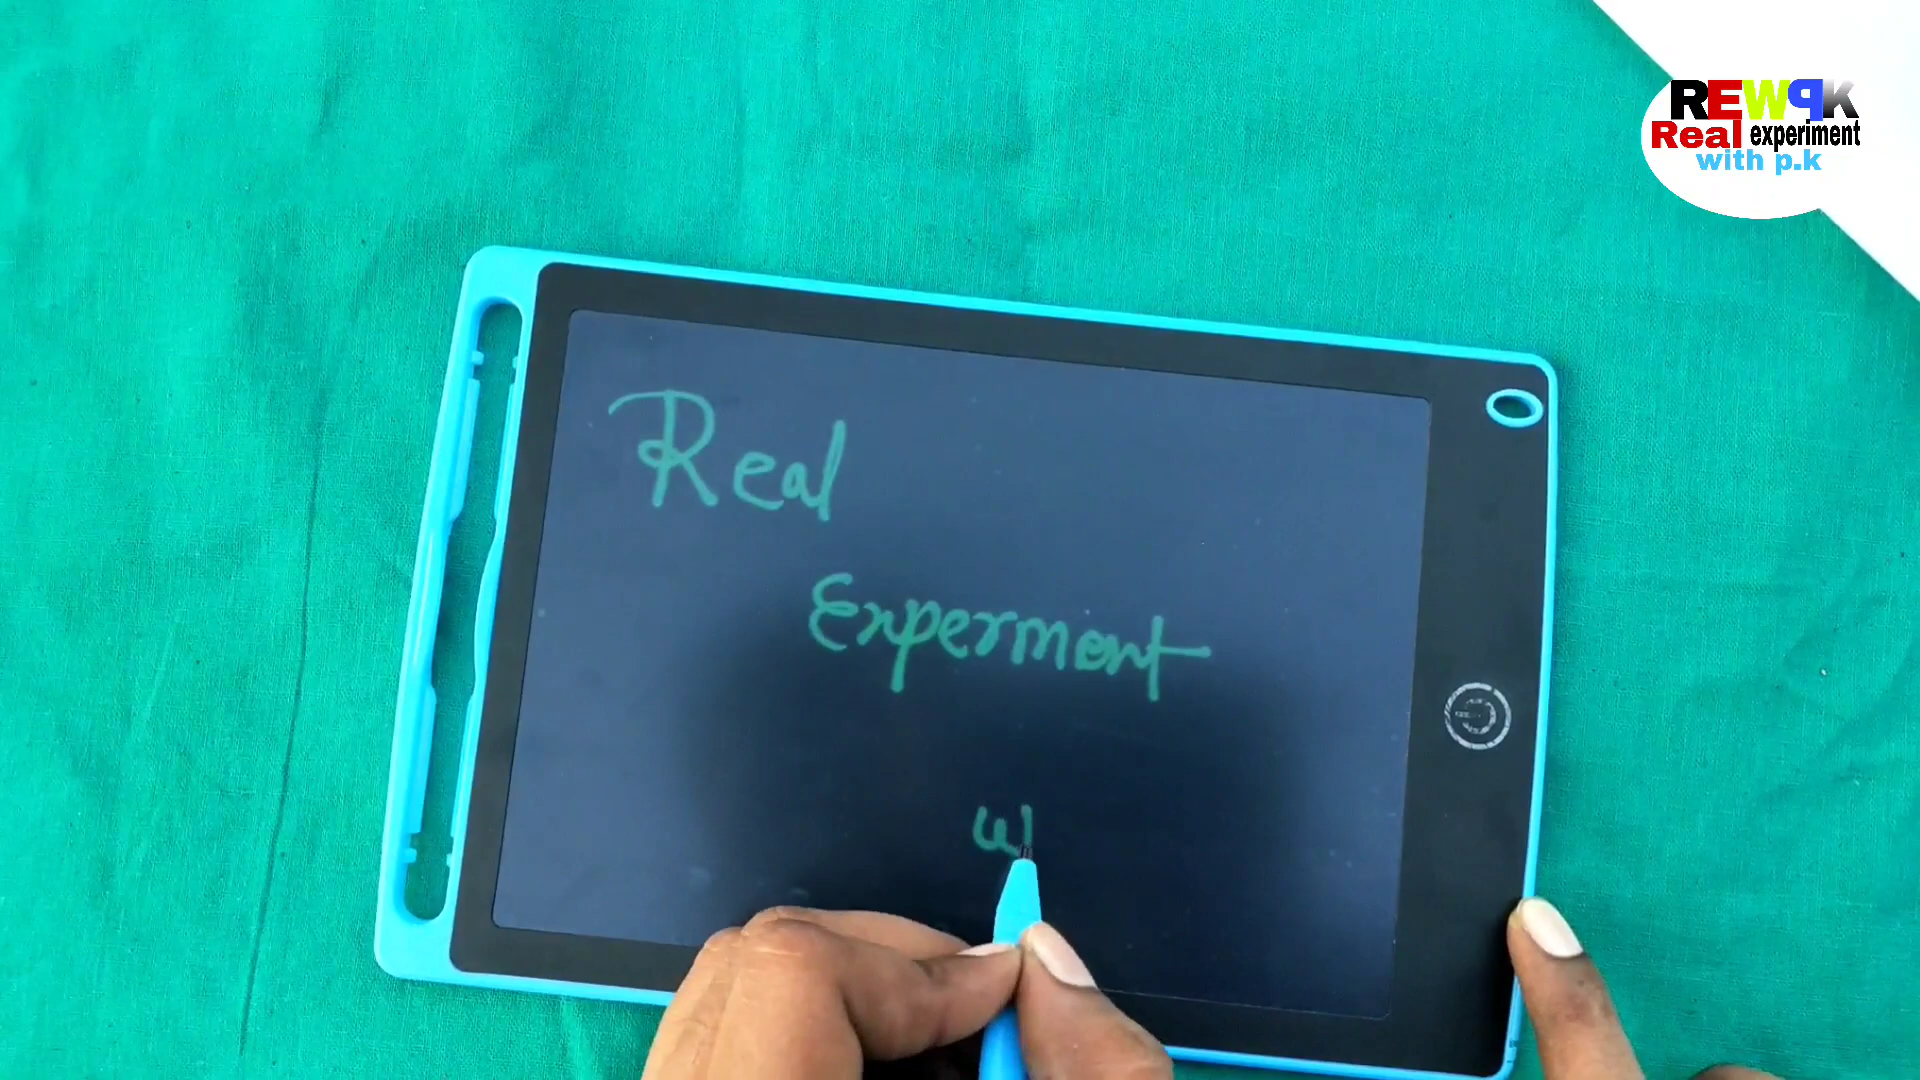 REWPK
Real experiment
with p.k
Real
Experment
w